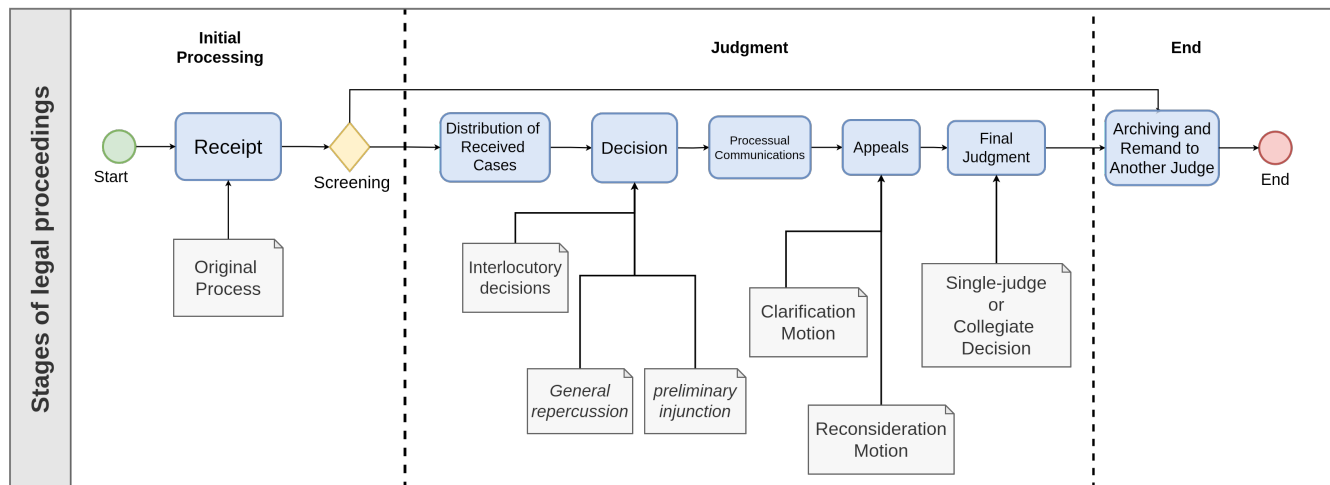 Stages of legal proceedings
Initial
Processing
Judgment
End
Start
Receipt
Screening
Distribution of
Received
Cases
Decision
Processual
Communications
Appeals
Final
Judgment
Archiving and
Remand to
Another Judge
End
Original
Process
Interlocutory
decisions
General
repercussion
preliminary
injunction
Clarification
Motion
Reconsideration
Motion
Single-judge
or
Collegiate
Decision